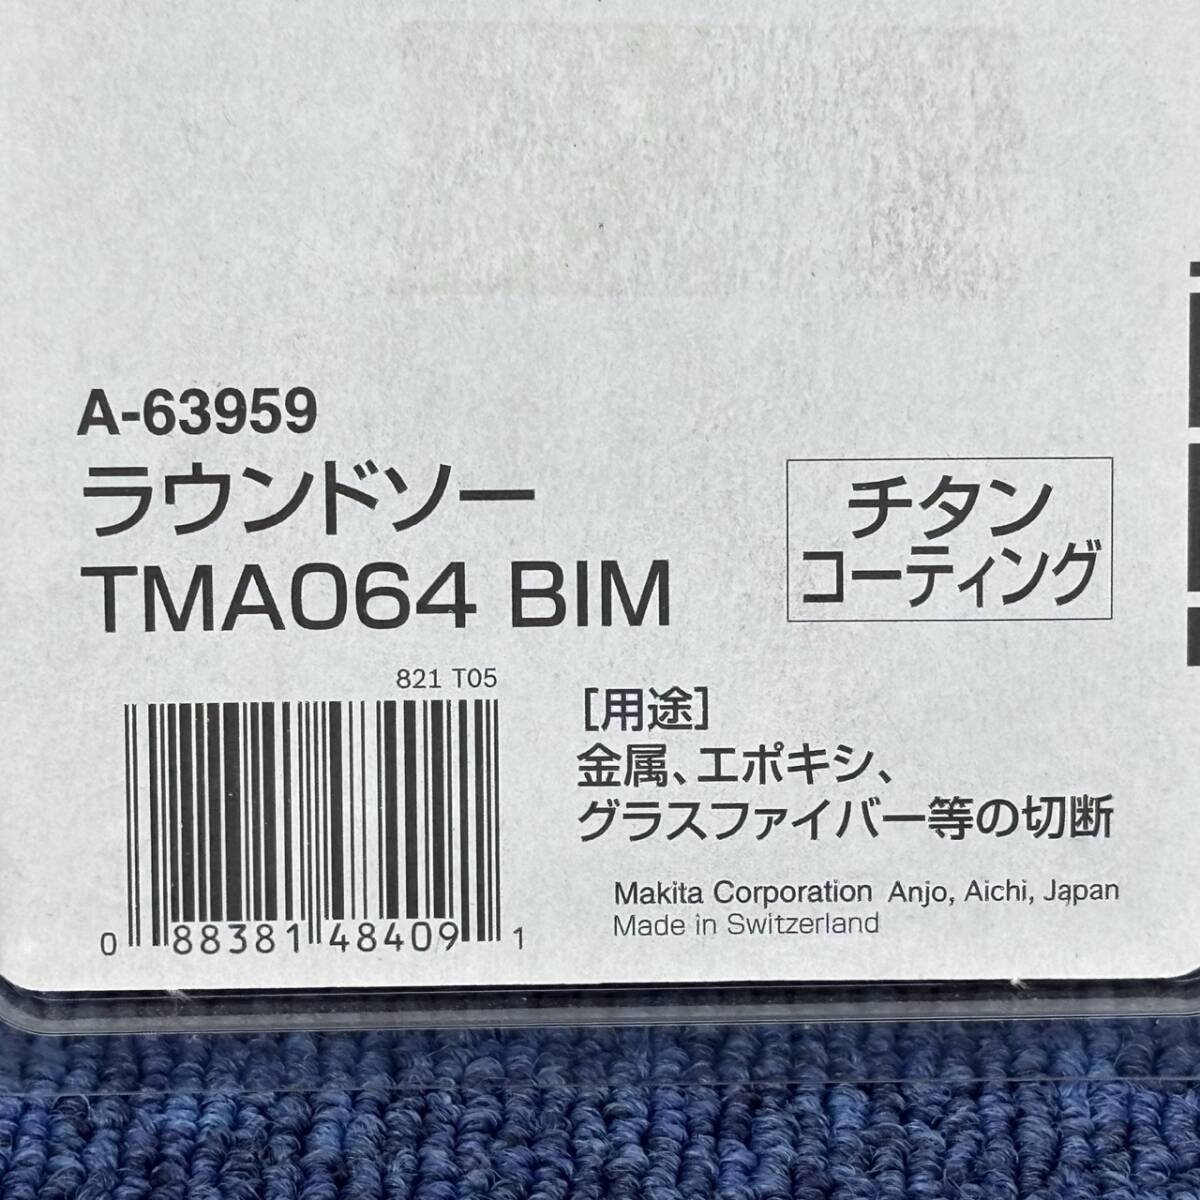 A-63959
ラウンドソー
TMA064 BIM
チタン
コーティング
821 T05
0 88381 48409 1
[用途]
金属、エポキシ、
グラスファイバー等の切断
Makita Corporation Anjo, Aichi, Japan
Made in Switzerland